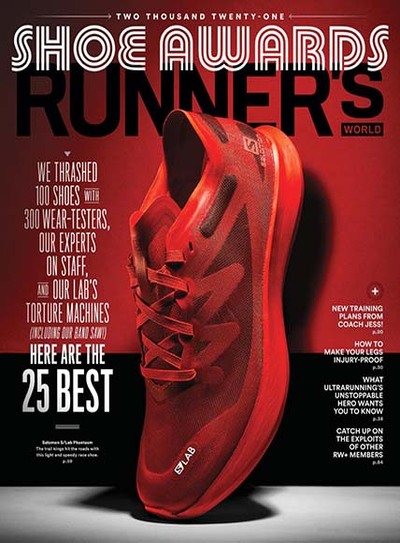 TWO THOUSAND TWENTY-ONE
SHOE AWARDS
RUNNER'S
WORLD
WE THRASHED
100 SHOES WITH
300 WEAR-TESTERS,
OUR EXPERTS
ON STAFF,
AND OUR LAB'S
TORTURE MACHINES
(INCLUDING OUR BAND SAW!)
HERE ARE THE
25 BEST
Salomon S/Lab Phantasm
The trail kings hit the roads with
this light and speedy race shoe.
NEW TRAINING
PLANS FROM
COACH JESS!
HOW TO
MAKE YOUR LEGS
INJURY-PROOF
WHAT
ULTRARUNNING'S
UNSTOPPABLE
HERO WANTS
YOU TO KNOW
CATCH UP ON
THE EXPLOITS
OF OTHER
RW+ MEMBERS
S/LAB